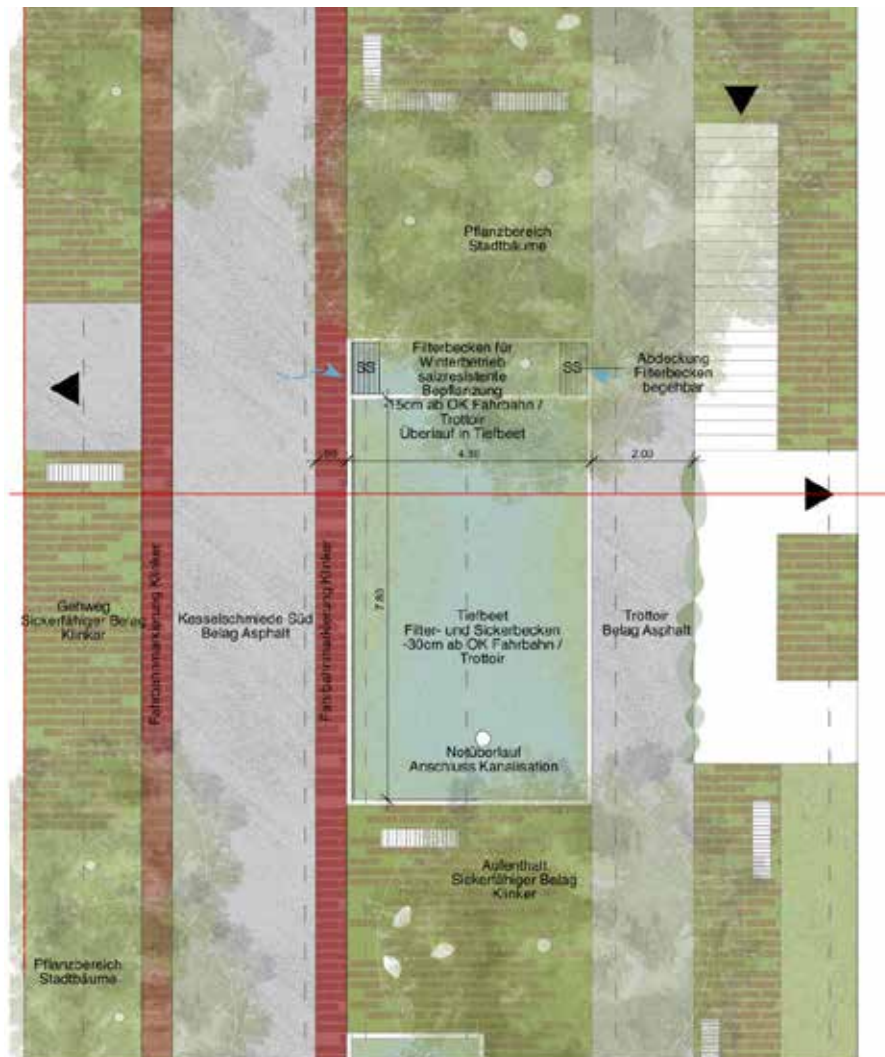 Pflanzbereich
Stadtbäume
SS
Filterbecken für
Winterbetrieb
salzresistente
Bepflanzung
-15cm ab OK Fahrbahn /
Trottoir
Überlauf in Tiefbeet
SS
Abdeckung
Filterbecken
begehbar
4.30
2.00
7.80
Gehweg
Sickerfähiger Belag
Klinkar
Fahrbahnmarkierung Klinker
Kesselschmiede Süd
Belag Asphalt
Fahrbahnmarkierung Klinker
Tiefbeet
Filter- und Sickerbecken
-30cm ab OK Fahrbahn /
Trottoir
Trottoir
Belag Asphalt
Notüberlauf
Anschluss Kanalisation
Aufenthalt
Sickerfähiger Belag
Klinker
Pflanzbereich
Stadtbäume